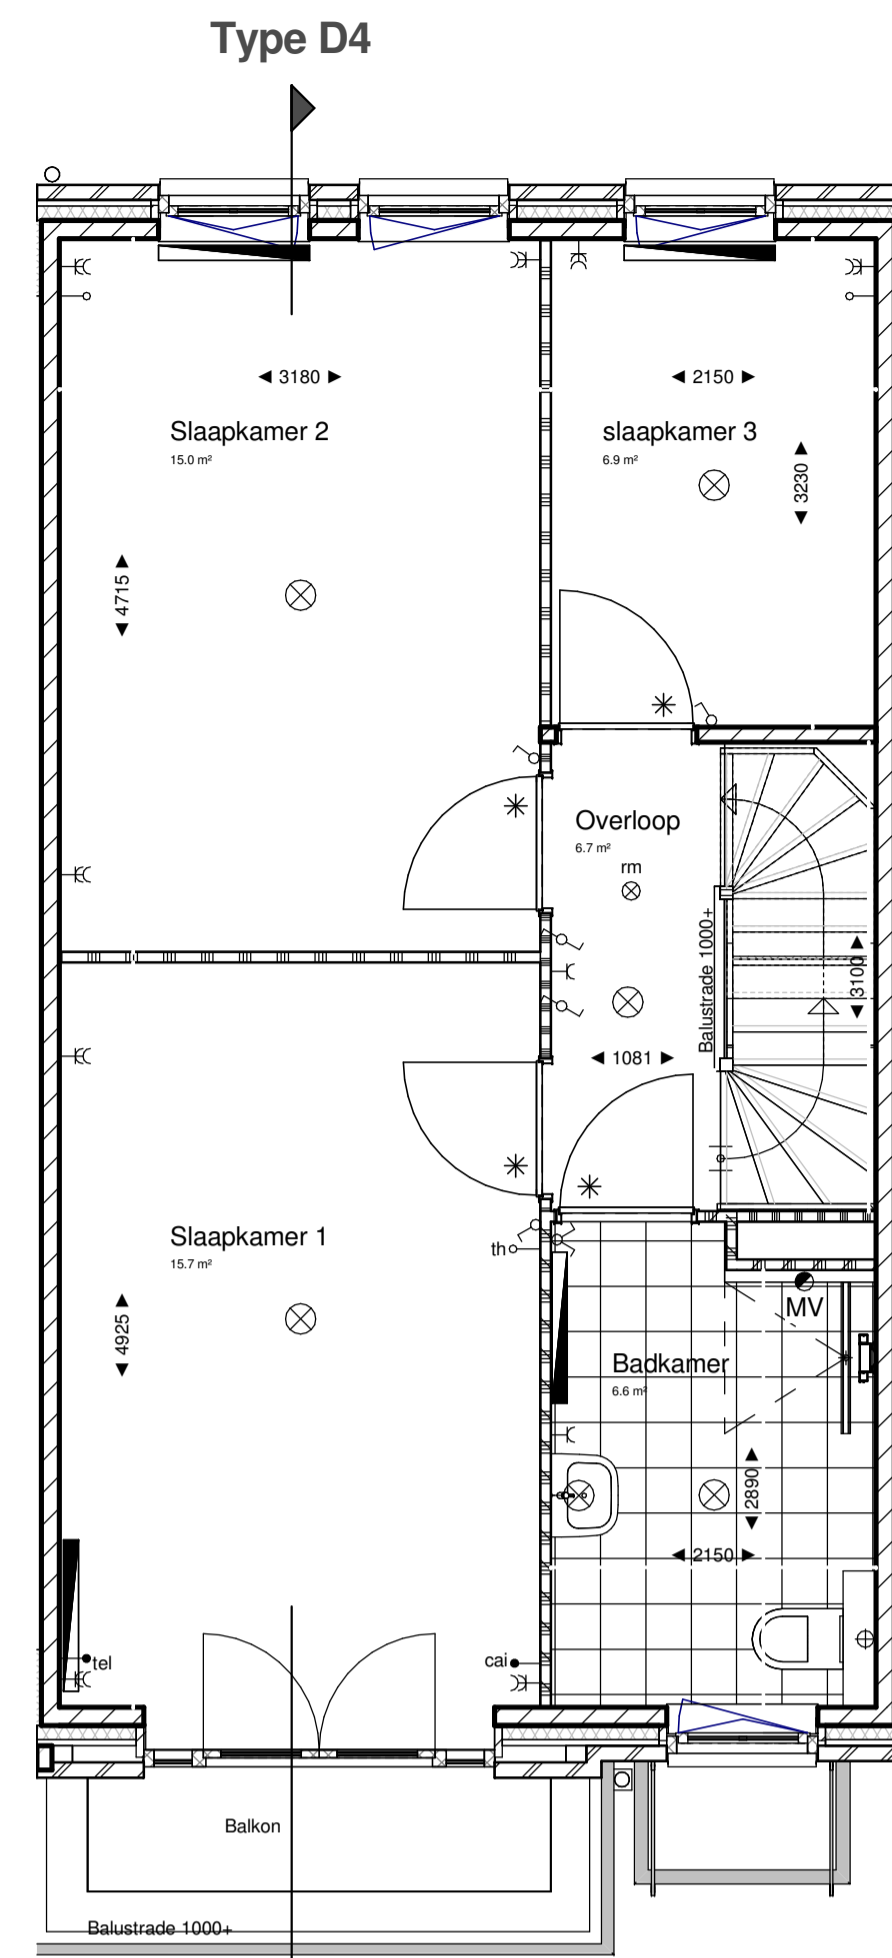 Type D4
3180
2150
Slaapkamer 2
15.0 m²
slaapkamer 3
6.9 m²
3230
4715
Overloop
6.7 m²
rm
Balustrade 1000+
3100
1081
Slaapkamer 1
15.7 m²
th
MV
4925
Badkamer
6.6 m²
2890
2150
tel
cai
Balkon
Balustrade 1000+